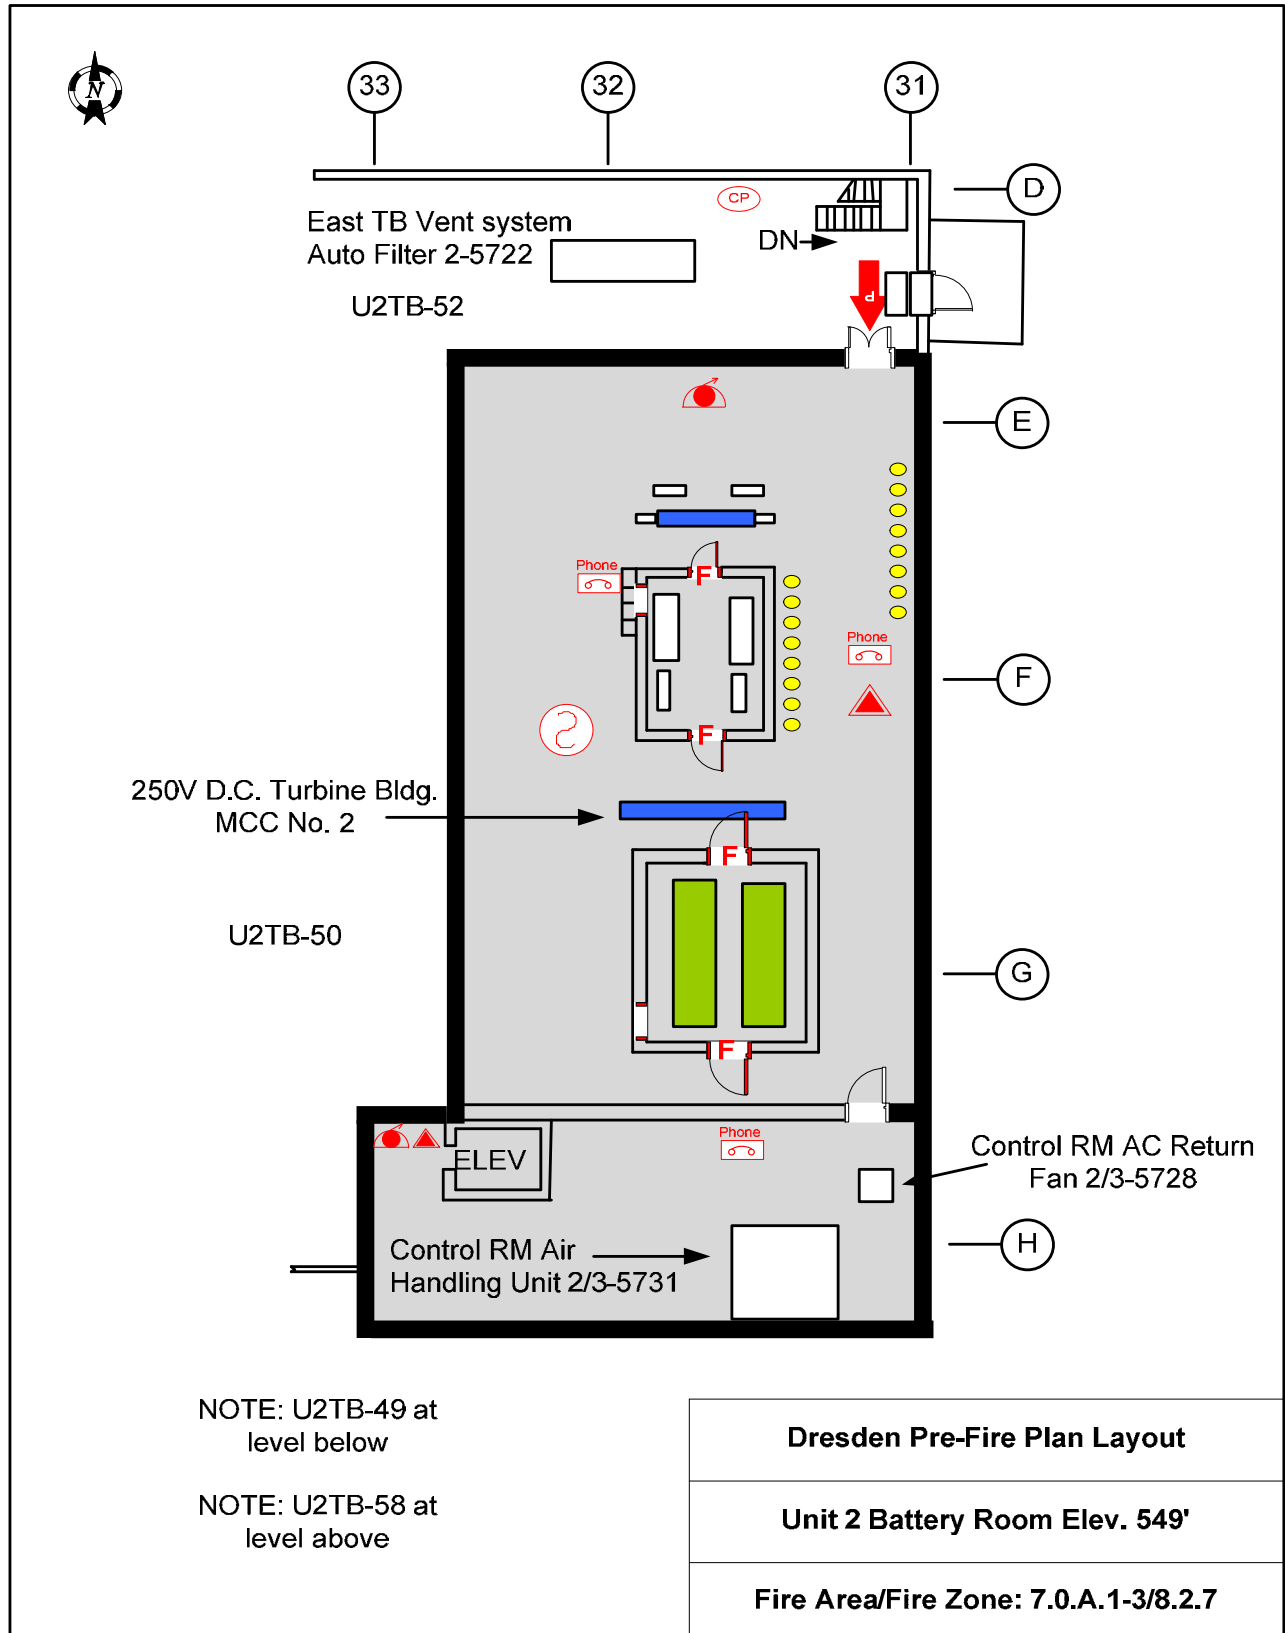 N
33
32
31
D
CP
East TB Vent system
Auto Filter 2-5722
DN
U2TB-52
P
E
Phone
F
Phone
F
F
250V D.C. Turbine Bldg.
MCC No. 2
F
U2TB-50
G
F
Phone
ELEV
Control RM AC Return
Fan 2/3-5728
Control RM Air
Handling Unit 2/3-5731
H
NOTE: U2TB-49 at
level below
NOTE: U2TB-58 at
level above
Dresden Pre-Fire Plan Layout
Unit 2 Battery Room Elev. 549'
Fire Area/Fire Zone: 7.0.A.1-3/8.2.7